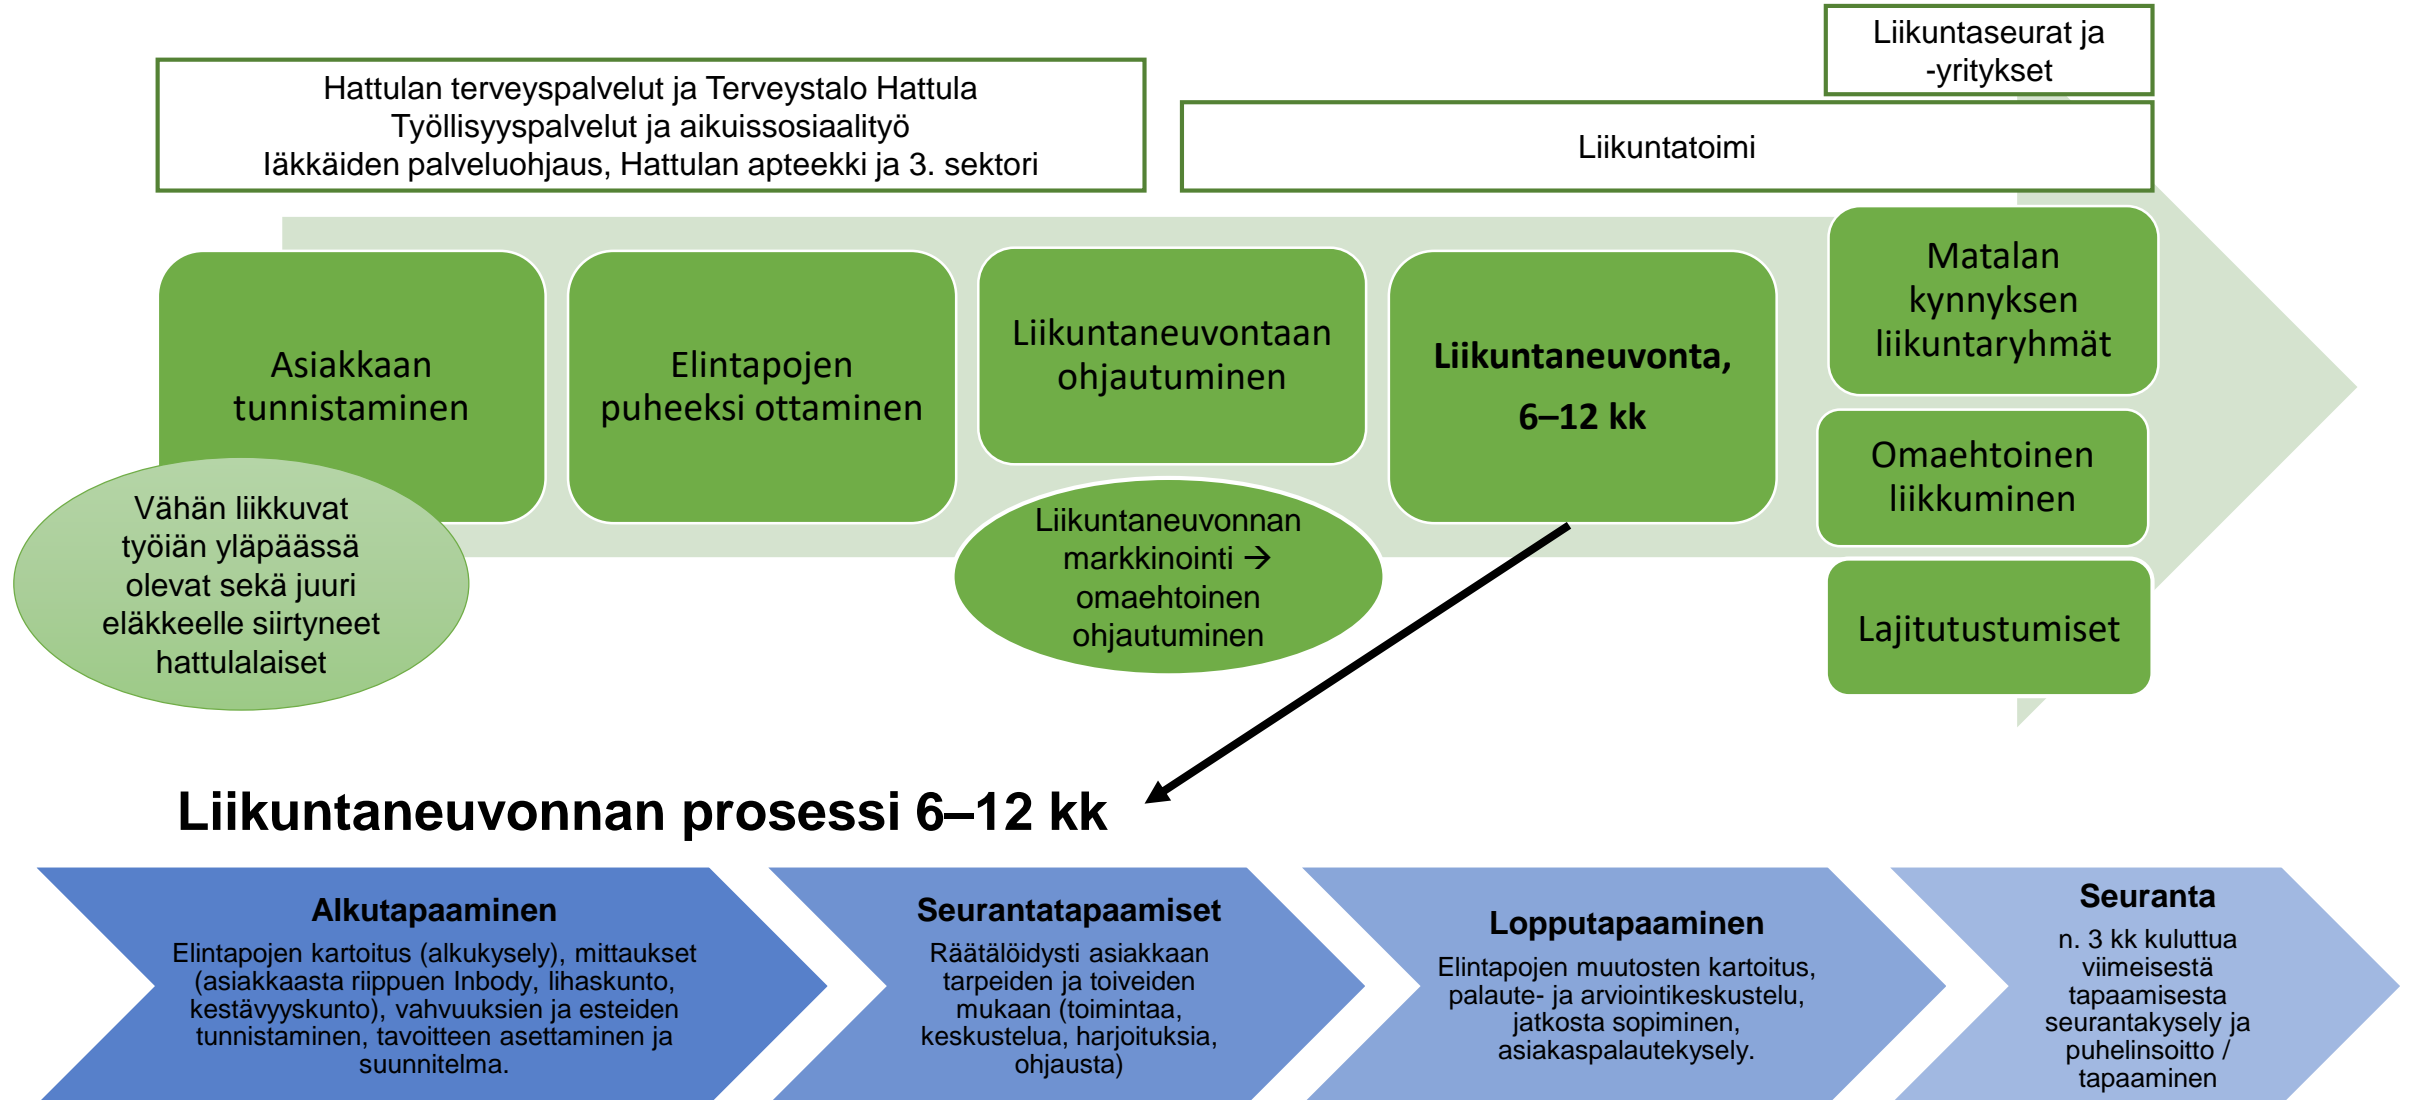 Liikuntaseurat ja
-yritykset
Hattulan terveyspalvelut ja Terveystalo Hattula
Työllisyyspalvelut ja aikuissosiaalityö
Iäkkäiden palveluohjaus, Hattulan apteekki ja 3. sektori
Liikuntatoimi
Asiakkaan
tunnistaminen
Elintapojen
puheeksi ottaminen
Liikuntaneuvontaan
ohjautuminen
Liikuntaneuvonta,
6–12 kk
Matalan
kynnyksen
liikuntaryhmät
Omaehtoinen
liikkuminen
Lajitutustumiset
Vähän liikkuvat
työiän yläpäässä
olevat sekä juuri
eläkkeelle siirtyneet
hattulalaiset
Liikuntaneuvonnan
markkinointi →
omaehtoinen
ohjautuminen
Liikuntaneuvonnan prosessi 6–12 kk
Alkutapaaminen
Elintapojen kartoitus (alkukysely), mittaukset
(asiakkaasta riippuen Inbody, lihaskunto,
kestävyyskunto), vahvuuksien ja esteiden
tunnistaminen, tavoitteen asettaminen ja
suunnitelma.
Seurantatapaamiset
Räätälöidysti asiakkaan
tarpeiden ja toiveiden
mukaan (toimintaa,
keskustelua, harjoituksia,
ohjausta)
Lopputapaaminen
Elintapojen muutosten kartoitus,
palaute- ja arviointikeskustelu,
jatkosta sopiminen,
asiakaspalautekysely.
Seuranta
n. 3 kk kuluttua
viimeisestä
tapaamisesta
seurantakysely ja
puhelinsoitto /
tapaaminen